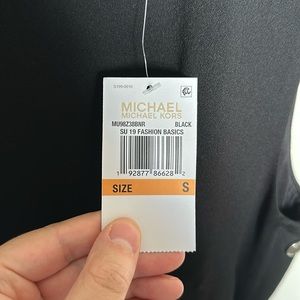 MICHAEL
MICHAEL KORS
MU98Z38BNR BLACK
SU 19 FASHION BASICS
1 92877 86628 2
SIZE S